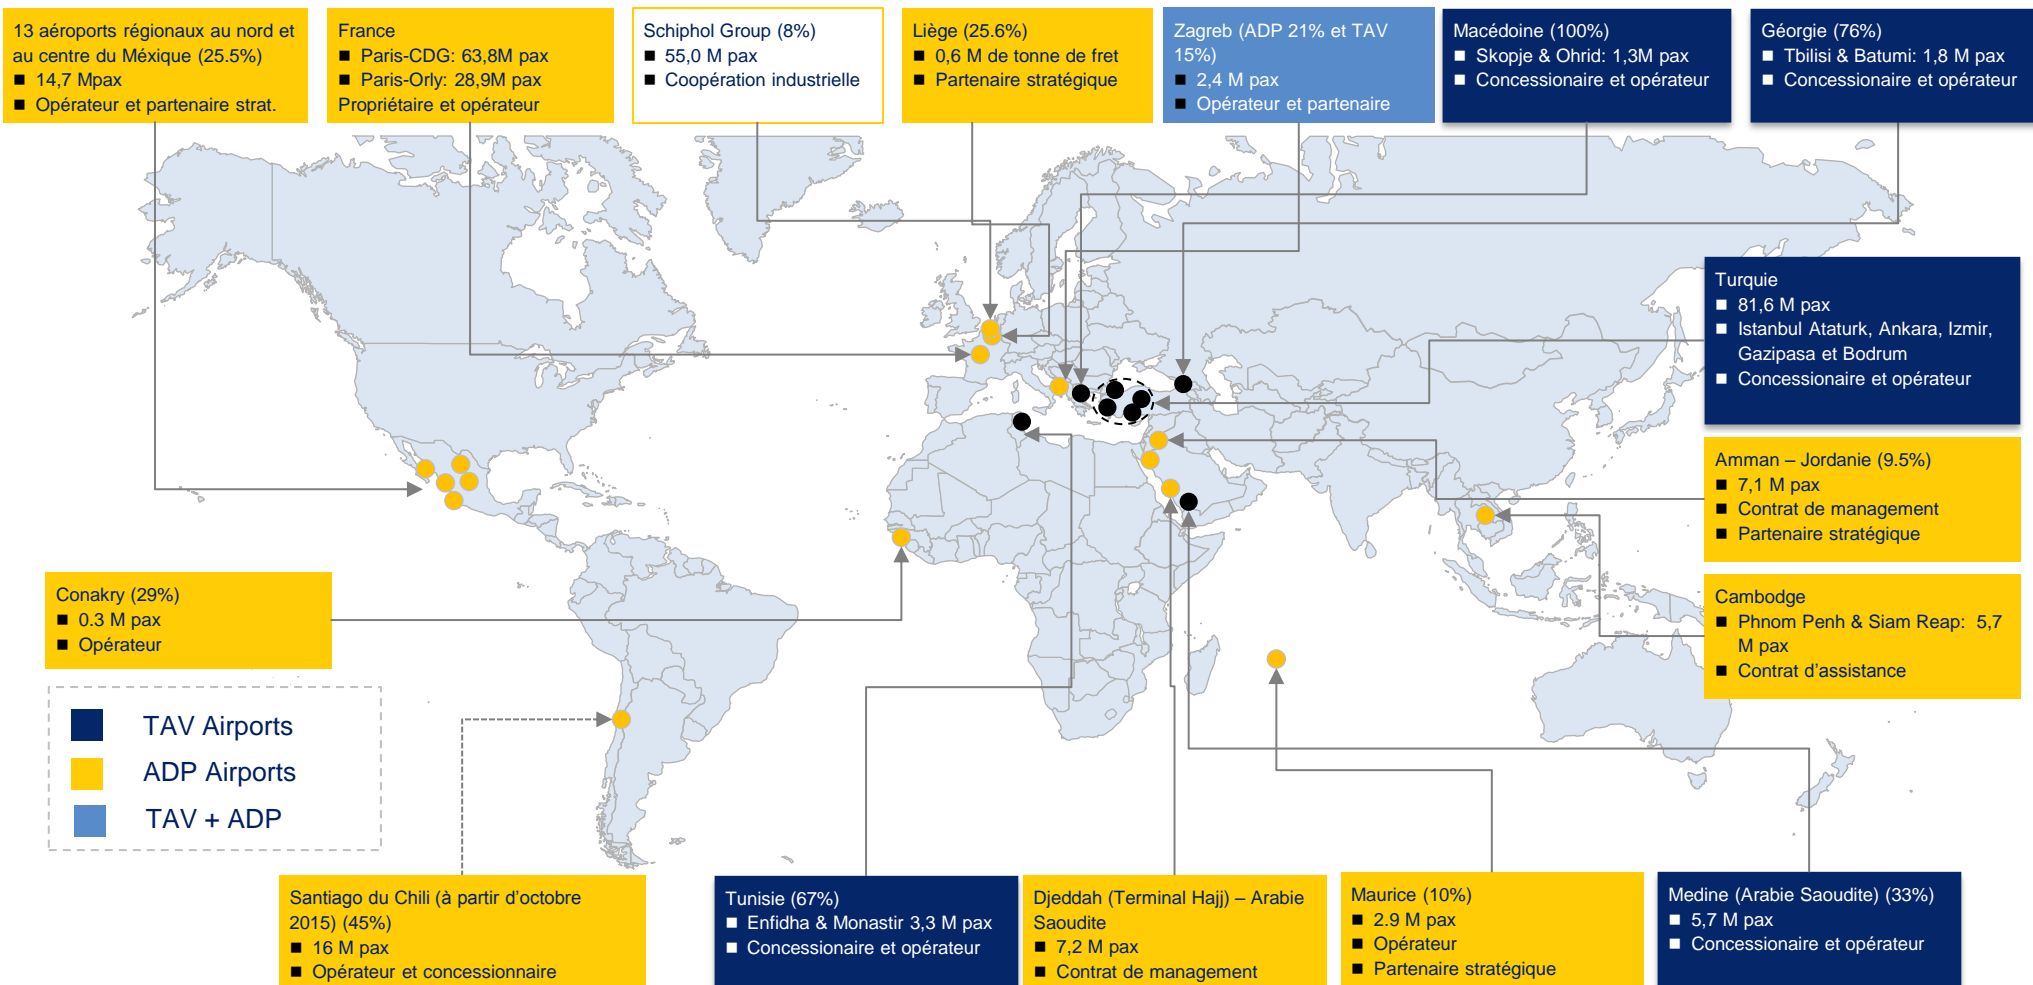 13 aéroports régionaux au nord et
au centre du Méxique (25.5%)
■ 14,7 Mpax
■ Opérateur et partenaire strat.
France
■ Paris-CDG: 63,8M pax
■ Paris-Orly: 28,9M pax
Propriétaire et opérateur
Schiphol Group (8%)
■ 55,0 M pax
■ Coopération industrielle
Liège (25.6%)
■ 0,6 M de tonne de fret
■ Partenaire stratégique
Zagreb (ADP 21% et TAV
15%)
■ 2,4 M pax
■ Opérateur et partenaire
Macédoine (100%)
■ Skopje & Ohrid: 1,3M pax
■ Concessionaire et opérateur
Géorgie (76%)
■ Tbilisi & Batumi: 1,8 M pax
■ Concessionaire et opérateur
Turquie
■ 81,6 M pax
■ Istanbul Ataturk, Ankara, Izmir,
Gazipasa et Bodrum
■ Concessionaire et opérateur
Amman – Jordanie (9.5%)
■ 7,1 M pax
■ Contrat de management
■ Partenaire stratégique
Cambodge
■ Phnom Penh & Siam Reap: 5,7
M pax
■ Contrat d'assistance
Conakry (29%)
■ 0.3 M pax
■ Opérateur
TAV Airports
ADP Airports
TAV + ADP
Santiago du Chili (à partir d'octobre
2015) (45%)
■ 16 M pax
■ Opérateur et concessionnaire
Tunisie (67%)
■ Enfidha & Monastir 3,3 M pax
■ Concessionaire et opérateur
Djeddah (Terminal Hajj) – Arabie
Saoudite
■ 7,2 M pax
■ Contrat de management
Maurice (10%)
■ 2.9 M pax
■ Opérateur
■ Partenaire stratégique
Medine (Arabie Saoudite) (33%)
■ 5,7 M pax
■ Concessionaire et opérateur